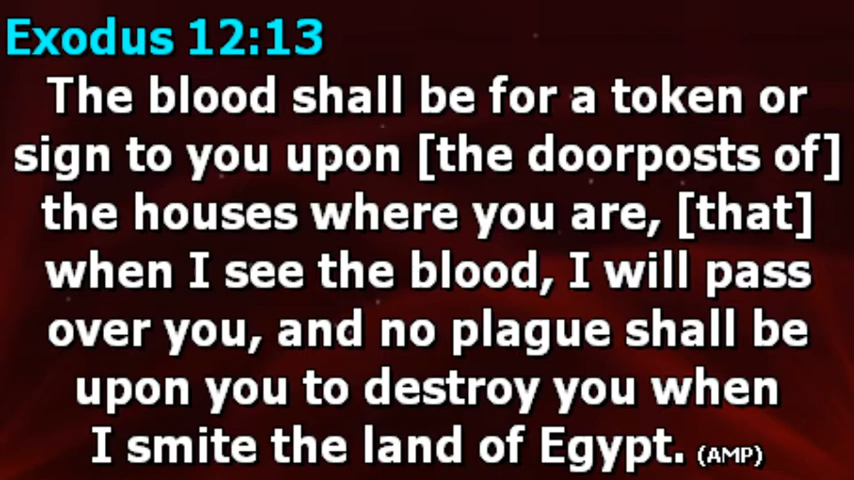 Exodus 12:13
The blood shall be for a token or
sign to you upon [the doorposts of]
the houses where you are, [that]
when I see the blood, I will pass
over you, and no plague shall be
upon you to destroy you when
I smite the land of Egypt. (AMP)